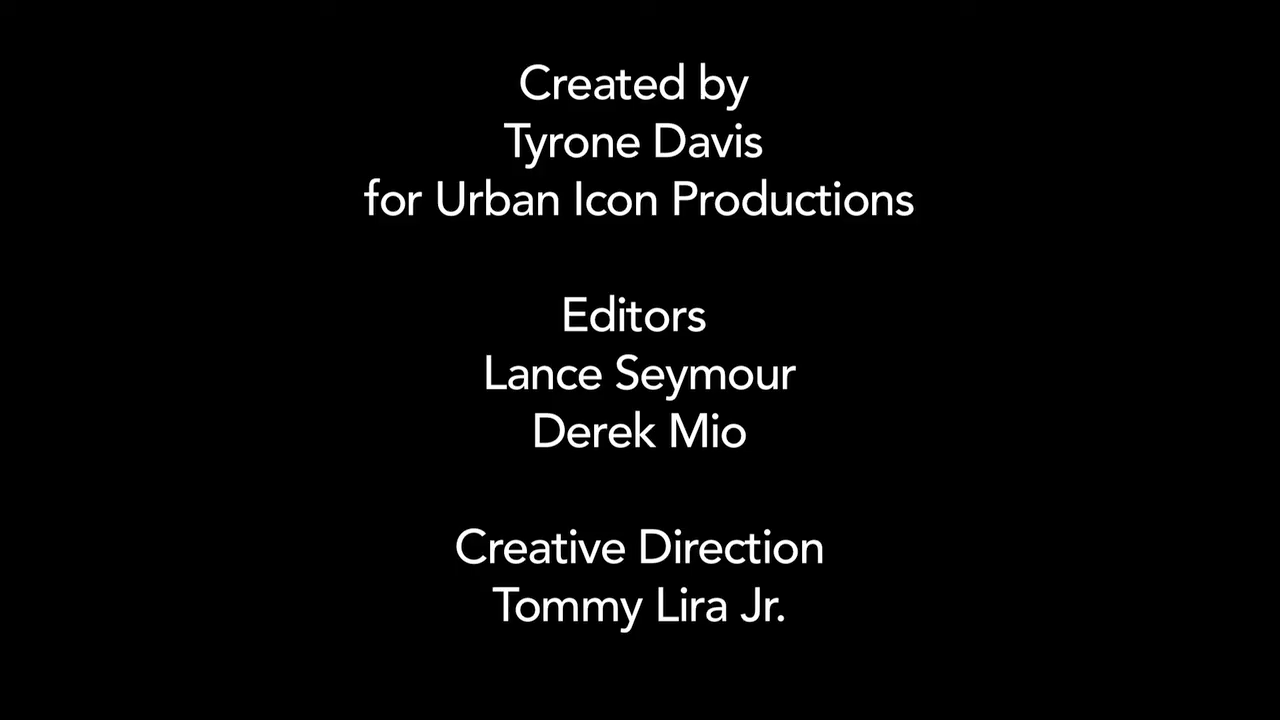 Created by
Tyrone Davis
for Urban Icon Productions
Editors
Lance Seymour
Derek Mio
Creative Direction
Tommy Lira Jr.